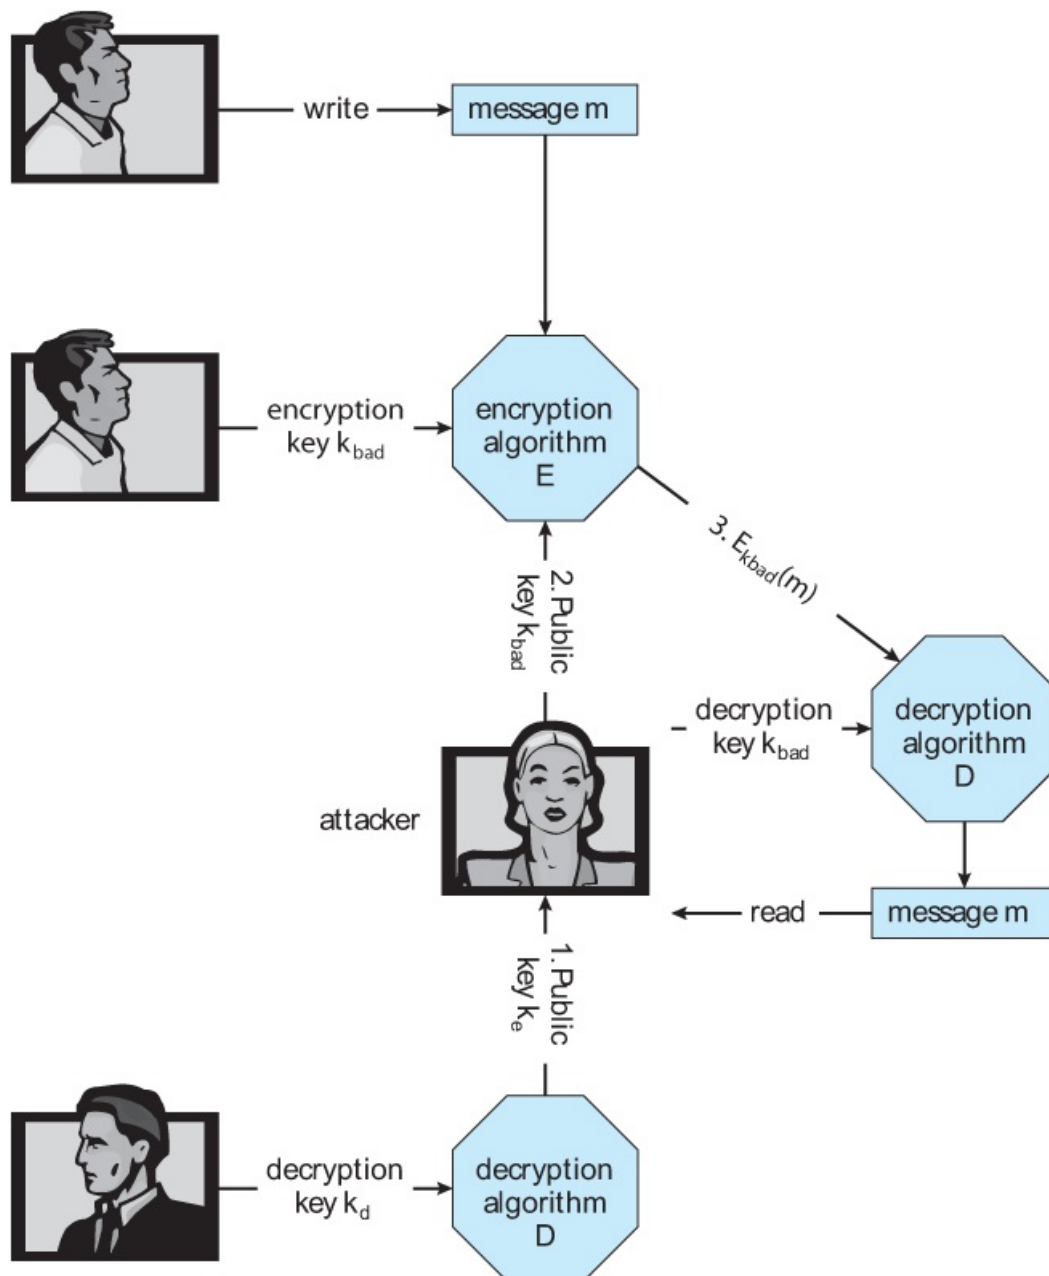 write
message m
encryption
key k_bad
encryption
algorithm
E
3. E_kbad(m)
2. Public
key k_bad
decryption
key k_bad
decryption
algorithm
D
attacker
read
message m
1. Public
key k_e
decryption
key k_d
decryption
algorithm
D